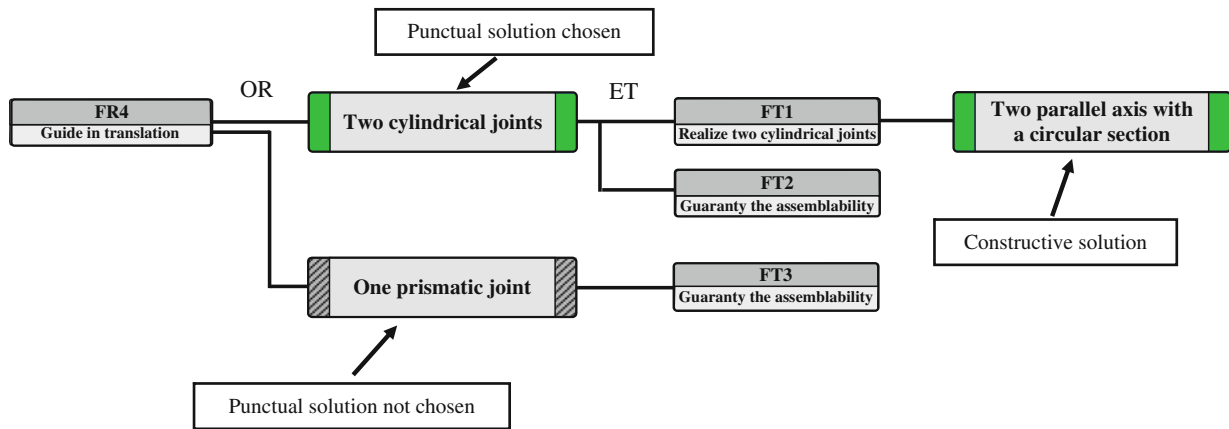 Punctual solution chosen
OR
ET
FR4
Guide in translation
Two cylindrical joints
FT1
Realize two cylindrical joints
Two parallel axis with
a circular section
FT2
Guaranty the assemblability
Constructive solution
One prismatic joint
FT3
Guaranty the assemblability
Punctual solution not chosen